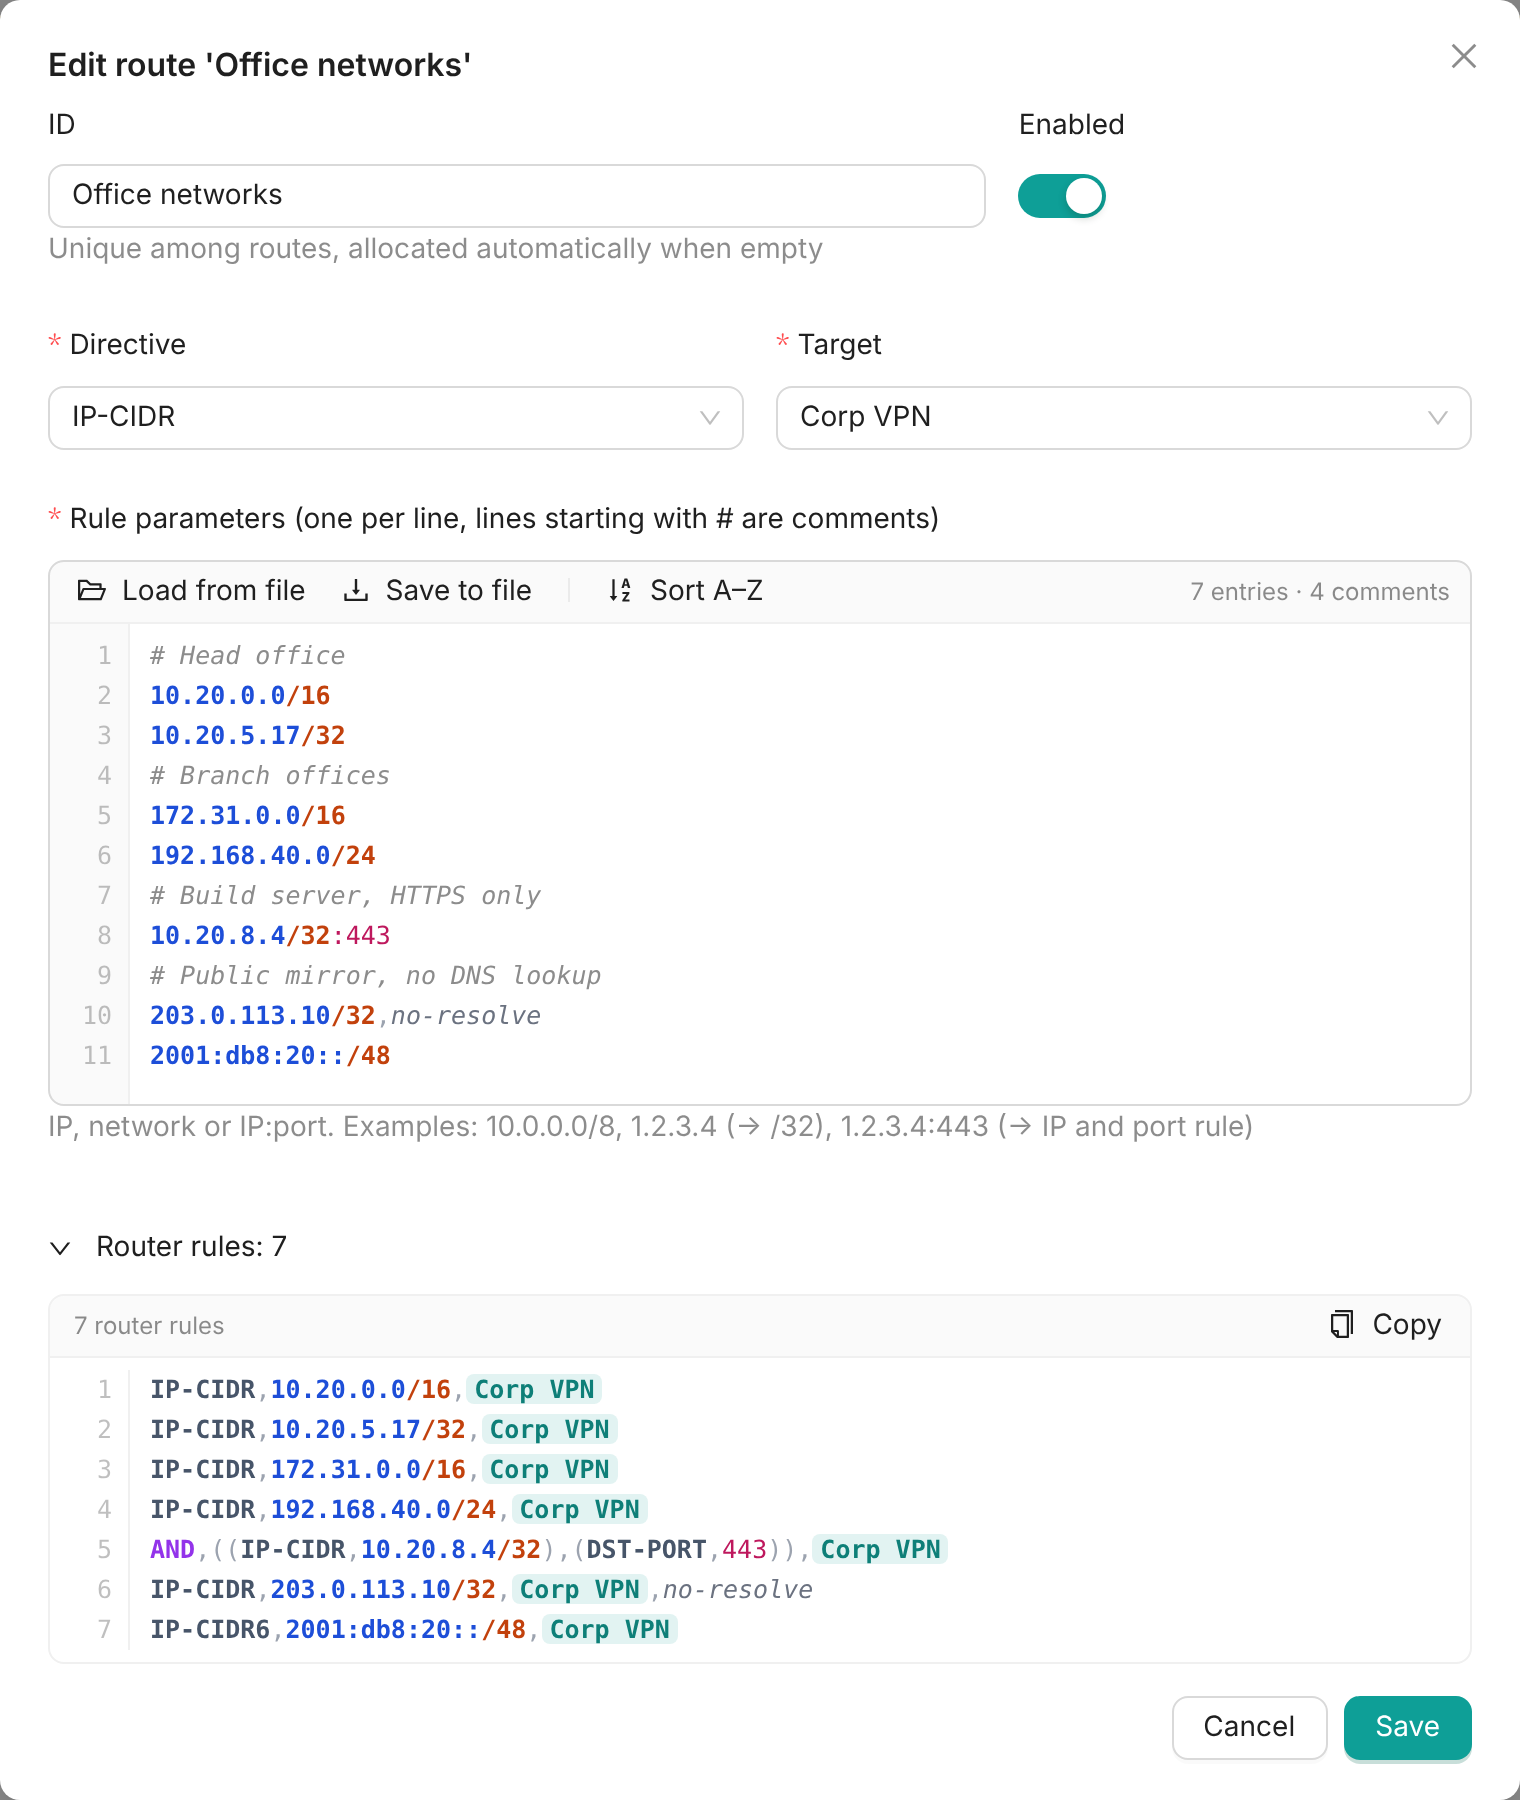 Edit route 'Office networks'
ID
Enabled
Office networks
Unique among routes, allocated automatically when empty
* Directive
* Target
IP-CIDR
Corp VPN
* Rule parameters (one per line, lines starting with # are comments)
Load from file
Save to file
Sort A–Z
7 entries · 4 comments
1 # Head office
2 10.20.0.0/16
3 10.20.5.17/32
4 # Branch offices
5 172.31.0.0/16
6 192.168.40.0/24
7 # Build server, HTTPS only
8 10.20.8.4/32:443
9 # Public mirror, no DNS lookup
10 203.0.113.10/32,no-resolve
11 2001:db8:20::/48
IP, network or IP:port. Examples: 10.0.0.0/8, 1.2.3.4 (→ /32), 1.2.3.4:443 (→ IP and port rule)
Router rules: 7
7 router rules
Copy
1 IP-CIDR,10.20.0.0/16,Corp VPN
2 IP-CIDR,10.20.5.17/32,Corp VPN
3 IP-CIDR,172.31.0.0/16,Corp VPN
4 IP-CIDR,192.168.40.0/24,Corp VPN
5 AND,((IP-CIDR,10.20.8.4/32),(DST-PORT,443)),Corp VPN
6 IP-CIDR,203.0.113.10/32,Corp VPN,no-resolve
7 IP-CIDR6,2001:db8:20::/48,Corp VPN
Cancel
Save